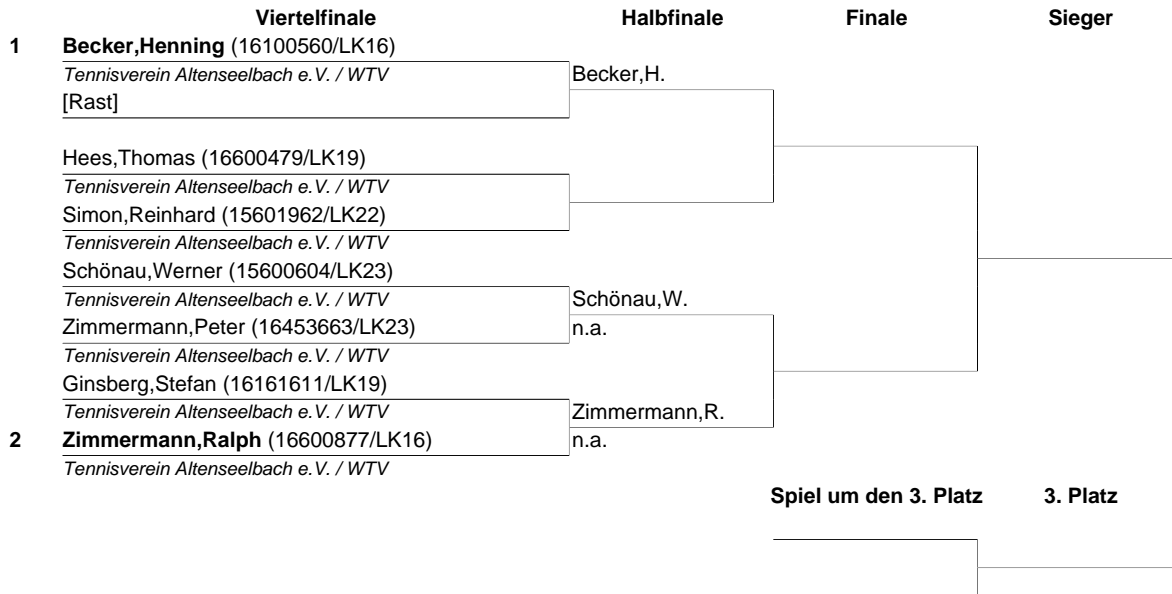 Viertelfinale Halbfinale Finale Sieger
1 Becker,Henning (16100560/LK16)
Tennisverein Altenseelbach e.V. / WTV Becker,H.
[Rast]
Hees,Thomas (16600479/LK19)
Tennisverein Altenseelbach e.V. / WTV
Simon,Reinhard (15601962/LK22)
Tennisverein Altenseelbach e.V. / WTV
Schönau,Werner (15600604/LK23)
Tennisverein Altenseelbach e.V. / WTV Schönau,W.
Zimmermann,Peter (16453663/LK23) n.a.
Tennisverein Altenseelbach e.V. / WTV
Ginsberg,Stefan (16161611/LK19)
Tennisverein Altenseelbach e.V. / WTV Zimmermann,R.
2 Zimmermann,Ralph (16600877/LK16) n.a.
Tennisverein Altenseelbach e.V. / WTV
Spiel um den 3. Platz 3. Platz